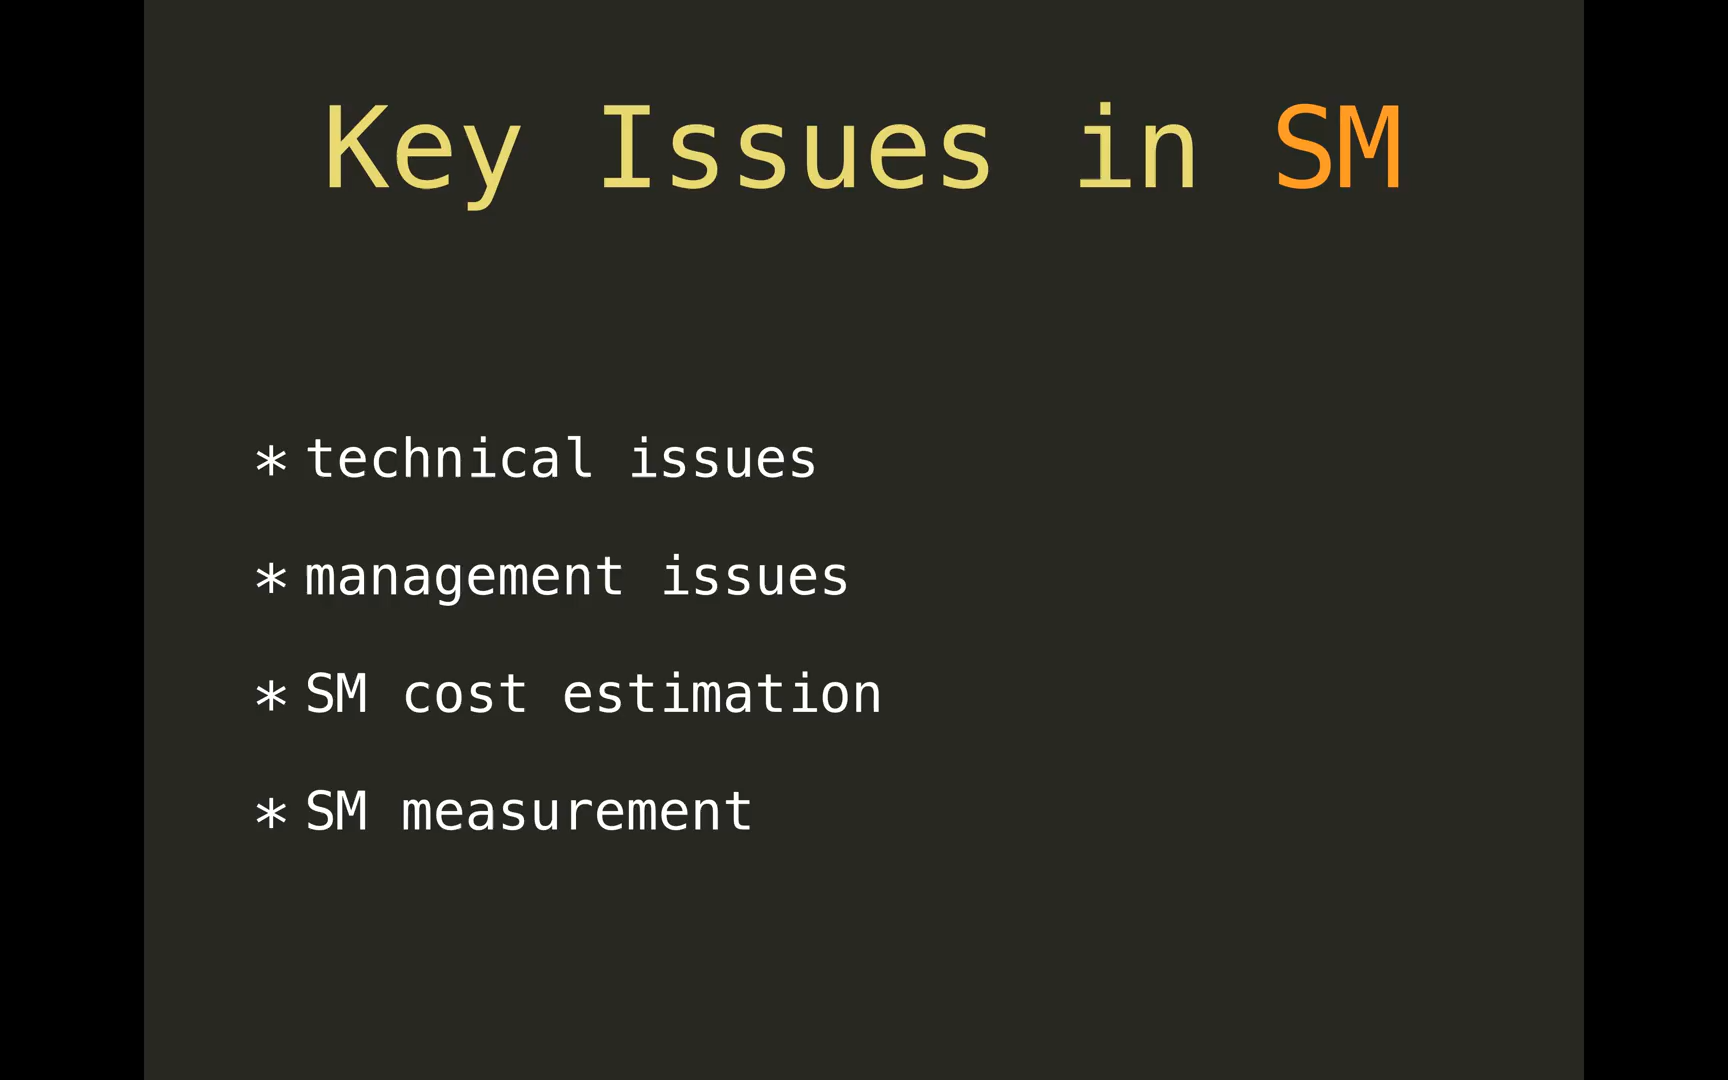 Key Issues in SM
* technical issues
* management issues
* SM cost estimation
* SM measurement